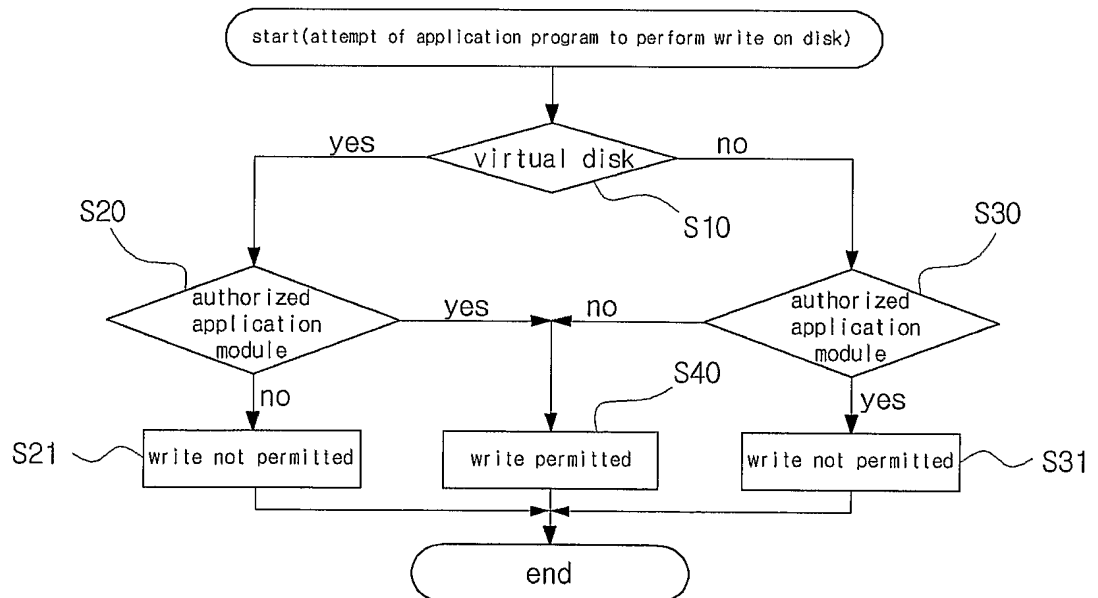 start(attempt of application program to perform write on disk)
yes
virtual disk
no
S10
S20
S30
authorized
application
module
yes
no
authorized
application
module
no
S40
yes
S21
write not permitted
write permitted
write not permitted
S31
end